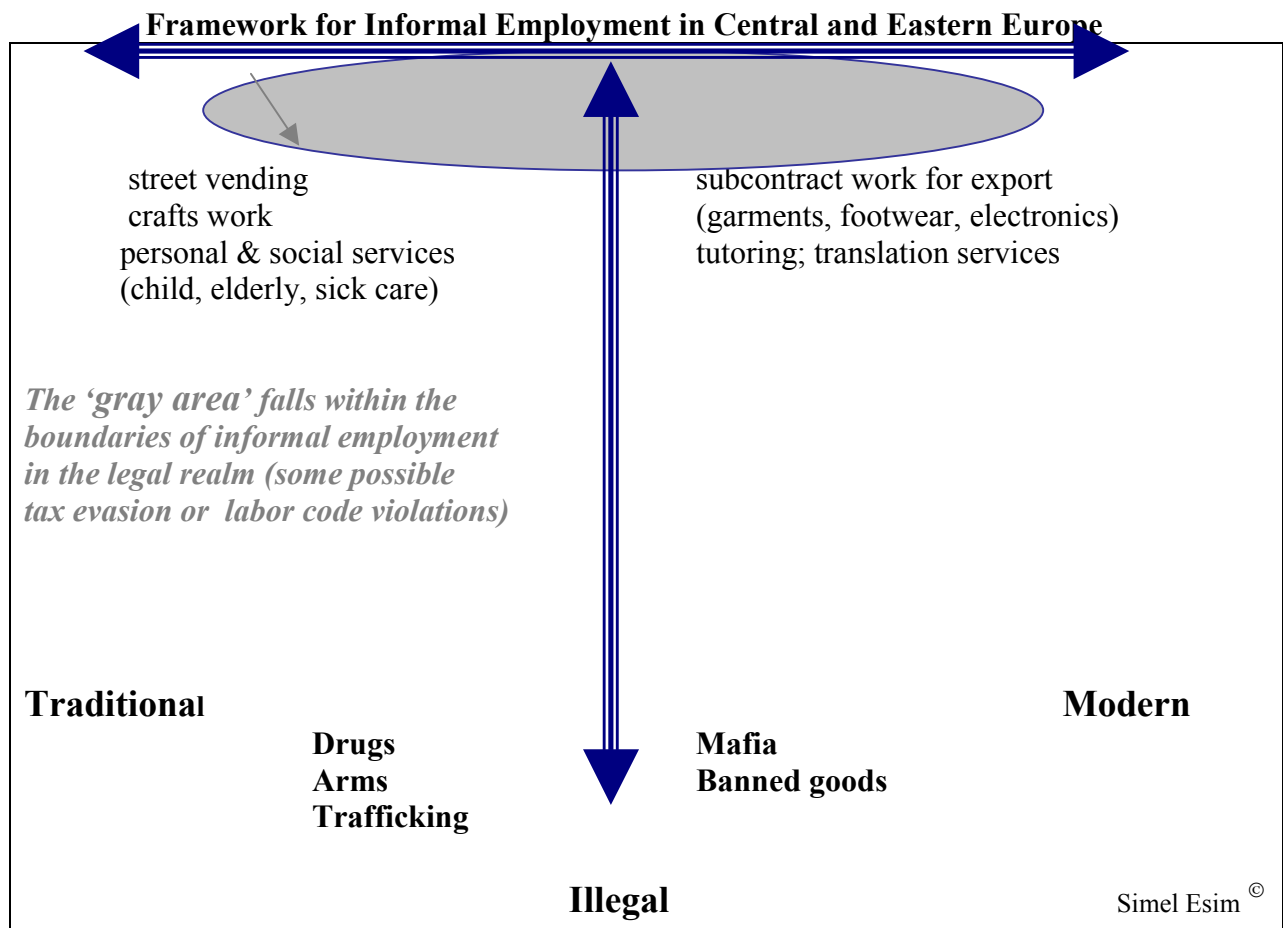 Framework for Informal Employment in Central and Eastern Europe
street vending
crafts work
personal & social services
(child, elderly, sick care)
subcontract work for export
(garments, footwear, electronics)
tutoring; translation services
The ‘gray area’ falls within the
boundaries of informal employment
in the legal realm (some possible
tax evasion or labor code violations)
Traditional
Modern
Drugs
Arms
Trafficking
Mafia
Banned goods
Illegal
Simel Esim ©